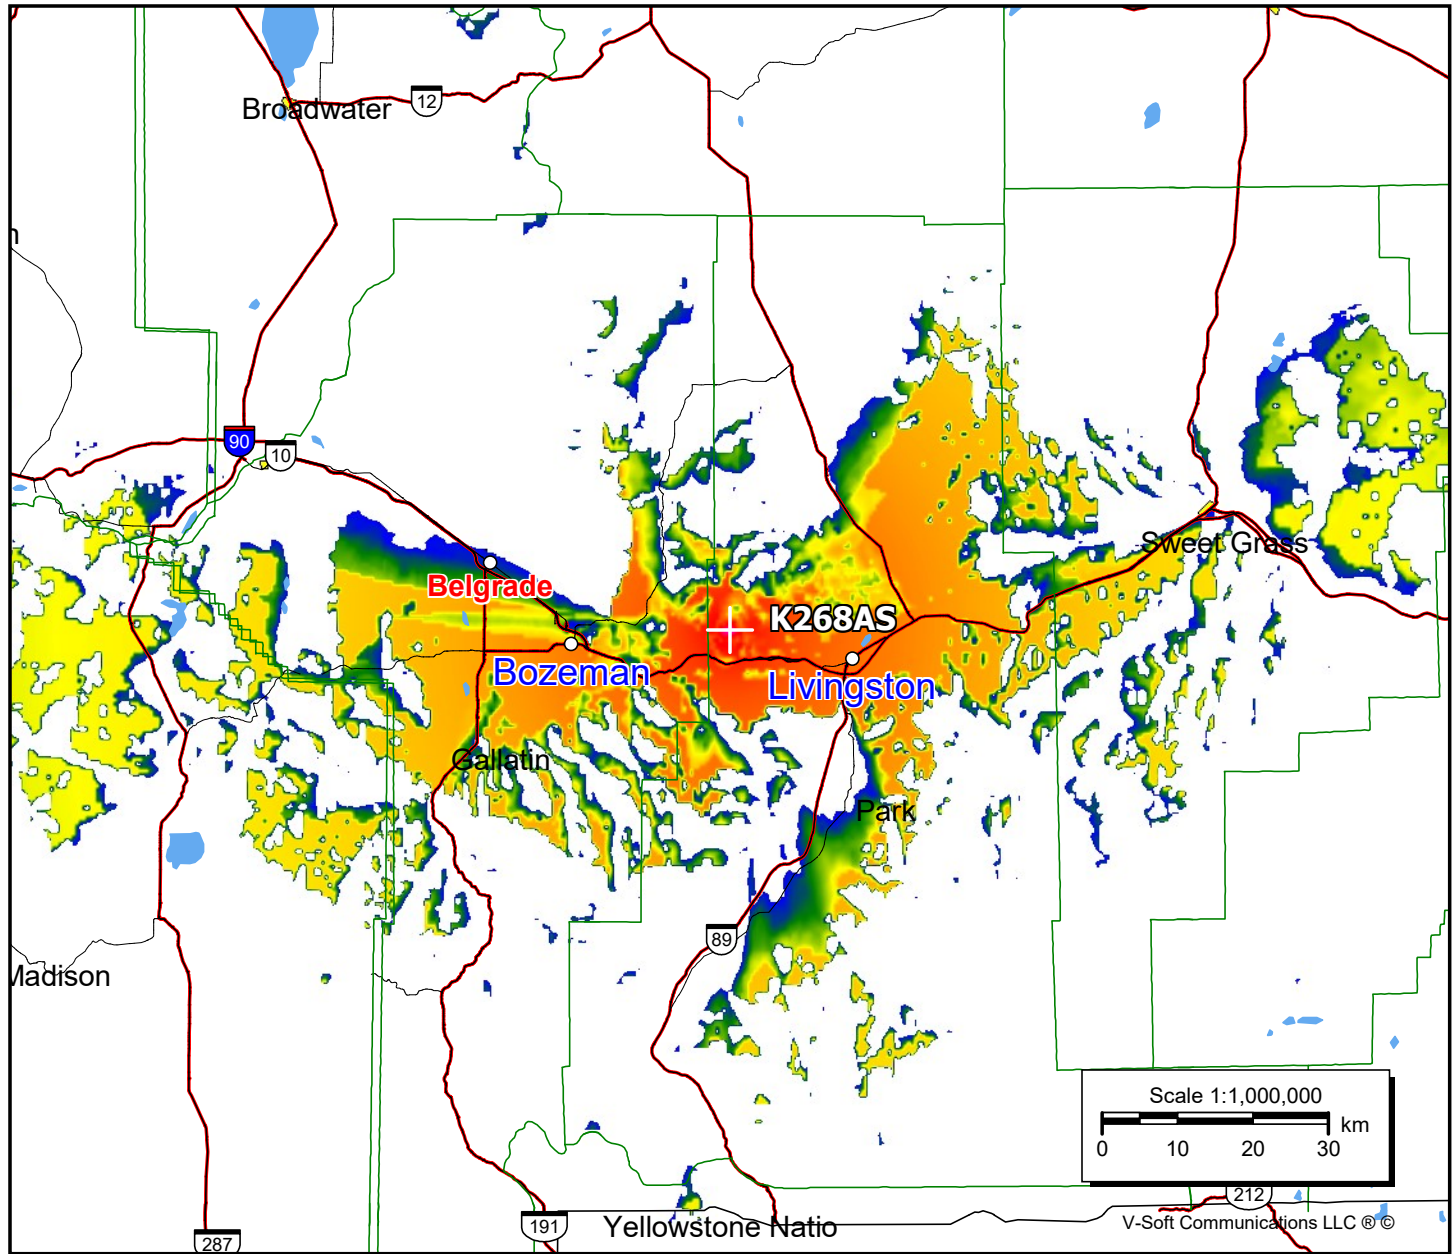 Broadwater
12
n
90
10
Sweet Grass
Belgrade
K268AS
Bozeman
Livingston
Gallatin
Park
89
Madison
Scale 1:1,000,000
km
0 10 20 30
212
191
Yellowstone Natio
V-Soft Communications LLC ® ©
287